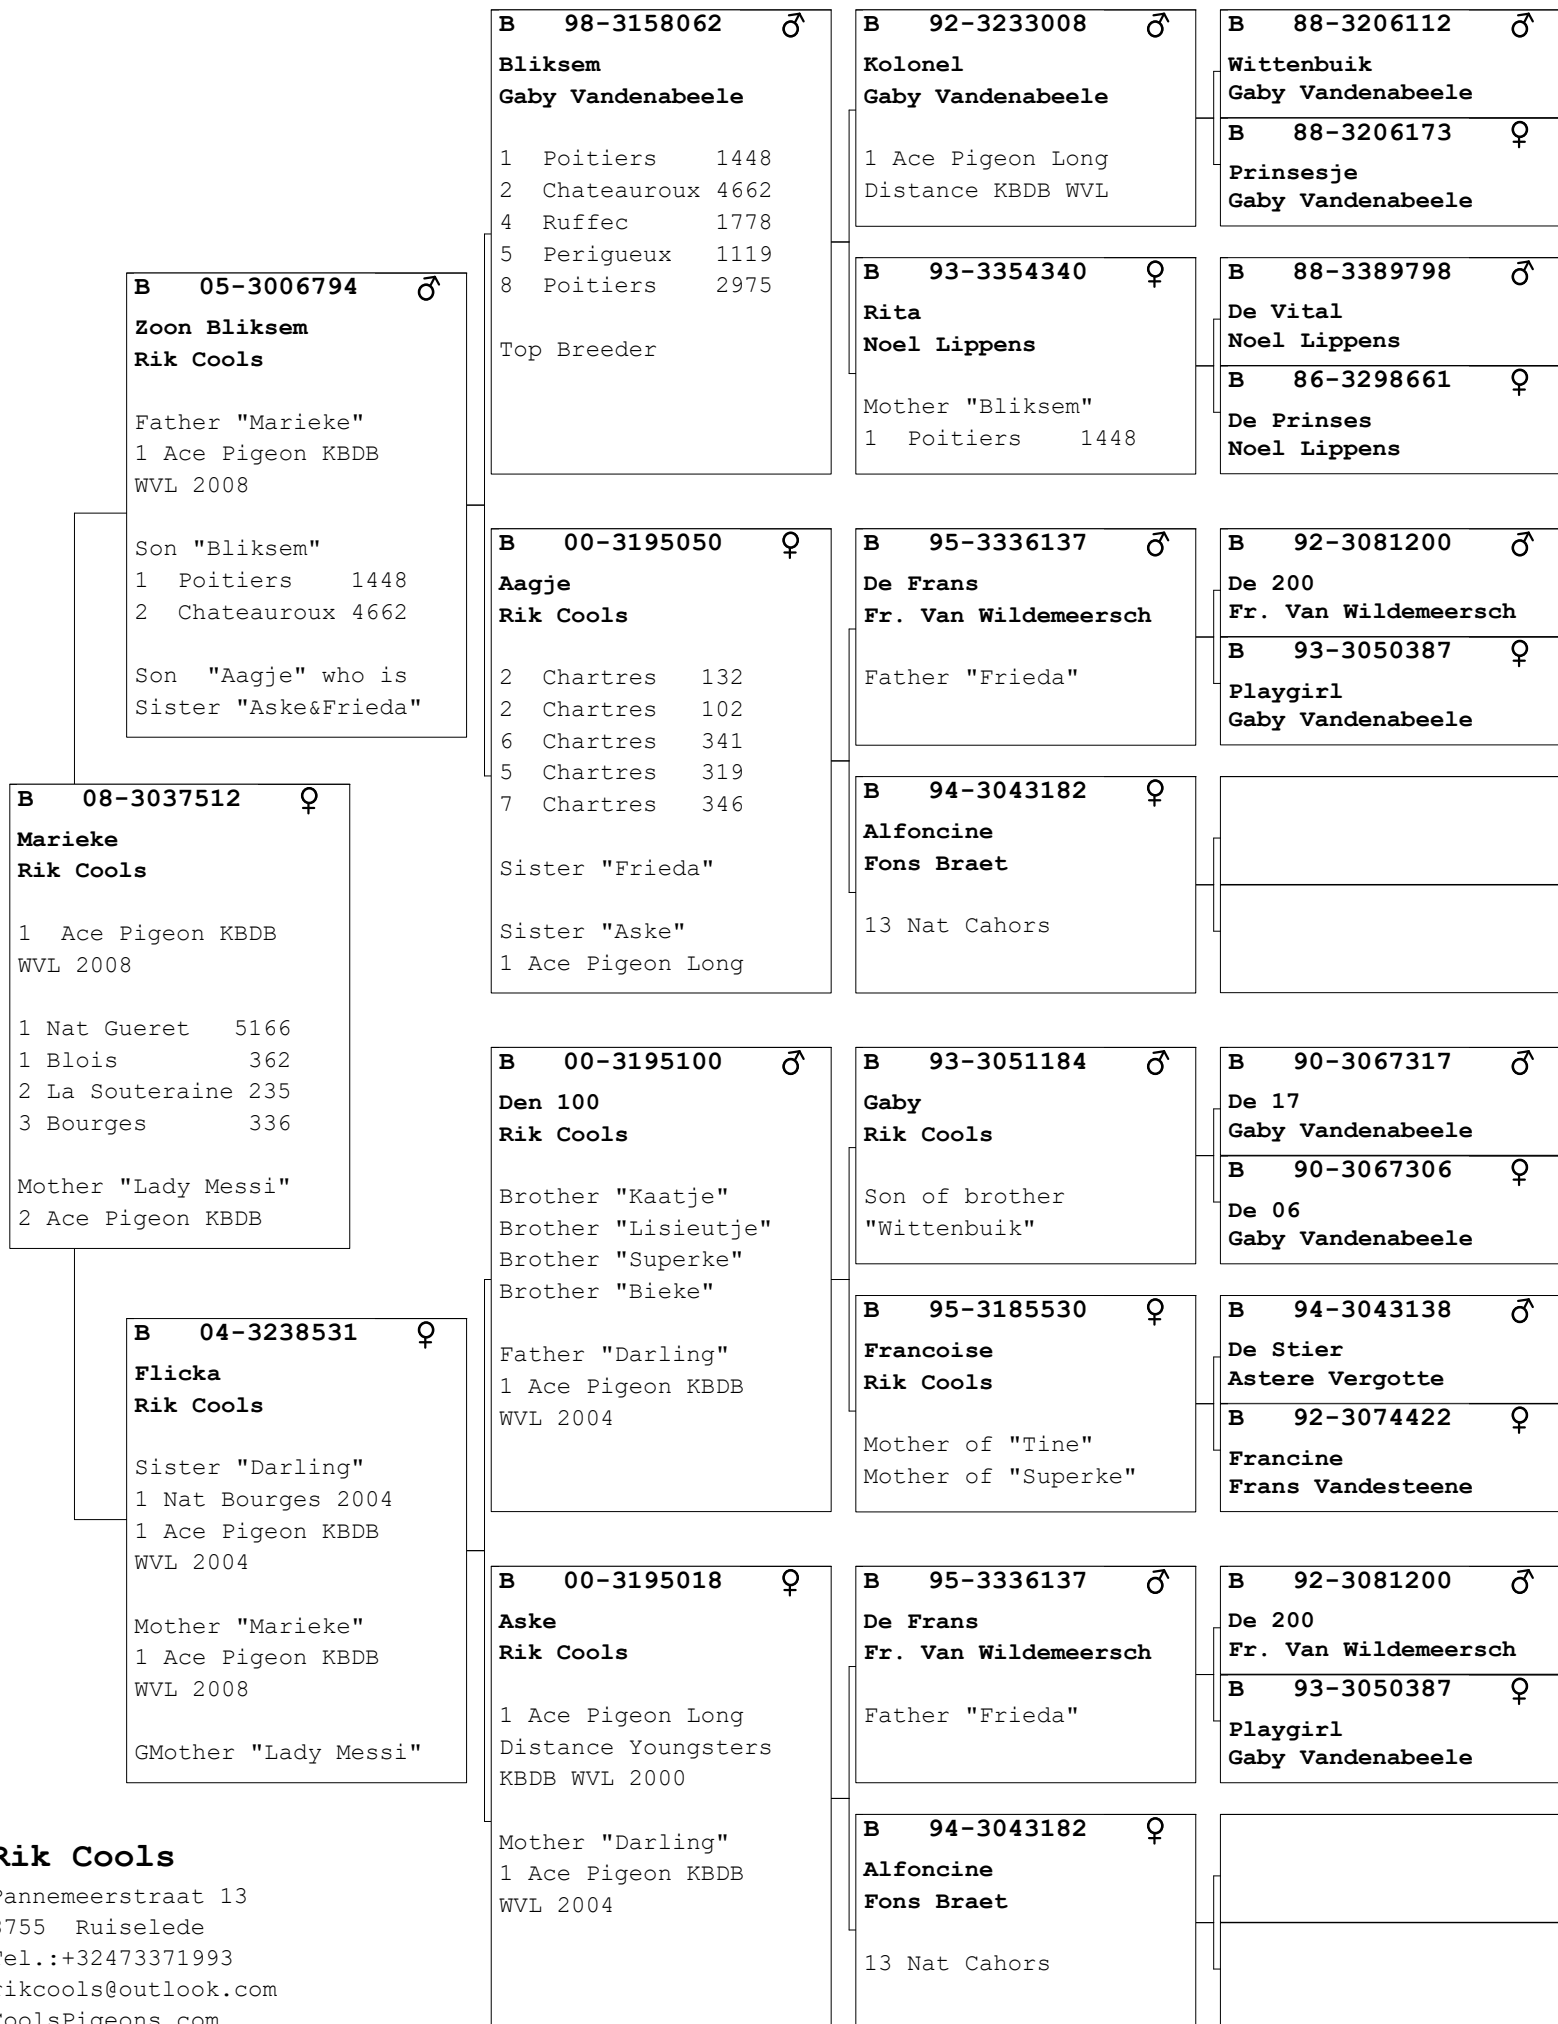 B 98-3158062 ♂
Bliksem
Gaby Vandenabeele
1 Poitiers 1448
2 Chateauroux 4662
4 Ruffec 1778
5 Perigueux 1119
8 Poitiers 2975
Top Breeder
B 92-3233008 ♂
Kolonel
Gaby Vandenabeele
1 Ace Pigeon Long
Distance KBDB WVL
B 88-3206112 ♂
Wittenbuik
Gaby Vandenabeele
B 88-3206173 ♀
Prinsesje
Gaby Vandenabeele
B 93-3354340 ♀
Rita
Noel Lippens
Mother "Bliksem"
1 Poitiers 1448
B 88-3389798 ♂
De Vital
Noel Lippens
B 86-3298661 ♀
De Prinses
Noel Lippens
B 05-3006794 ♂
Zoon Bliksem
Rik Cools
Father "Marieke"
1 Ace Pigeon KBDB
WVL 2008
Son "Bliksem"
1 Poitiers 1448
2 Chateauroux 4662
Son "Aagje" who is
Sister "Aske&Frieda"
B 00-3195050 ♀
Aagje
Rik Cools
2 Chartres 132
2 Chartres 102
6 Chartres 341
5 Chartres 319
7 Chartres 346
Sister "Frieda"
Sister "Aske"
1 Ace Pigeon Long
B 95-3336137 ♂
De Frans
Fr. Van Wildemeersch
Father "Frieda"
B 92-3081200 ♂
De 200
Fr. Van Wildemeersch
B 93-3050387 ♀
Playgirl
Gaby Vandenabeele
B 94-3043182 ♀
Alfoncine
Fons Braet
13 Nat Cahors
B 08-3037512 ♀
Marieke
Rik Cools
1 Ace Pigeon KBDB
WVL 2008
1 Nat Gueret 5166
1 Blois 362
2 La Souteraine 235
3 Bourges 336
Mother "Lady Messi"
2 Ace Pigeon KBDB
B 00-3195100 ♂
Den 100
Rik Cools
Brother "Kaatje"
Brother "Lisieutje"
Brother "Superke"
Brother "Bieke"
Father "Darling"
1 Ace Pigeon KBDB
WVL 2004
B 93-3051184 ♂
Gaby
Rik Cools
Son of brother
"Wittenbuik"
B 90-3067317 ♂
De 17
Gaby Vandenabeele
B 90-3067306 ♀
De 06
Gaby Vandenabeele
B 95-3185530 ♀
Francoise
Rik Cools
Mother of "Tine"
Mother of "Superke"
B 94-3043138 ♂
De Stier
Astere Vergotte
B 92-3074422 ♀
Francine
Frans Vandesteene
B 04-3238531 ♀
Flicka
Rik Cools
Sister "Darling"
1 Nat Bourges 2004
1 Ace Pigeon KBDB
WVL 2004
Mother "Marieke"
1 Ace Pigeon KBDB
WVL 2008
GMother "Lady Messi"
B 00-3195018 ♀
Aske
Rik Cools
1 Ace Pigeon Long
Distance Youngsters
KBDB WVL 2000
Mother "Darling"
1 Ace Pigeon KBDB
WVL 2004
B 95-3336137 ♂
De Frans
Fr. Van Wildemeersch
Father "Frieda"
B 92-3081200 ♂
De 200
Fr. Van Wildemeersch
B 93-3050387 ♀
Playgirl
Gaby Vandenabeele
B 94-3043182 ♀
Alfoncine
Fons Braet
13 Nat Cahors
Rik Cools
Pannemeerstraat 13
8755 Ruiselede
Tel.:+32473371993
rikcools@outlook.com
CoolsPigeons.com